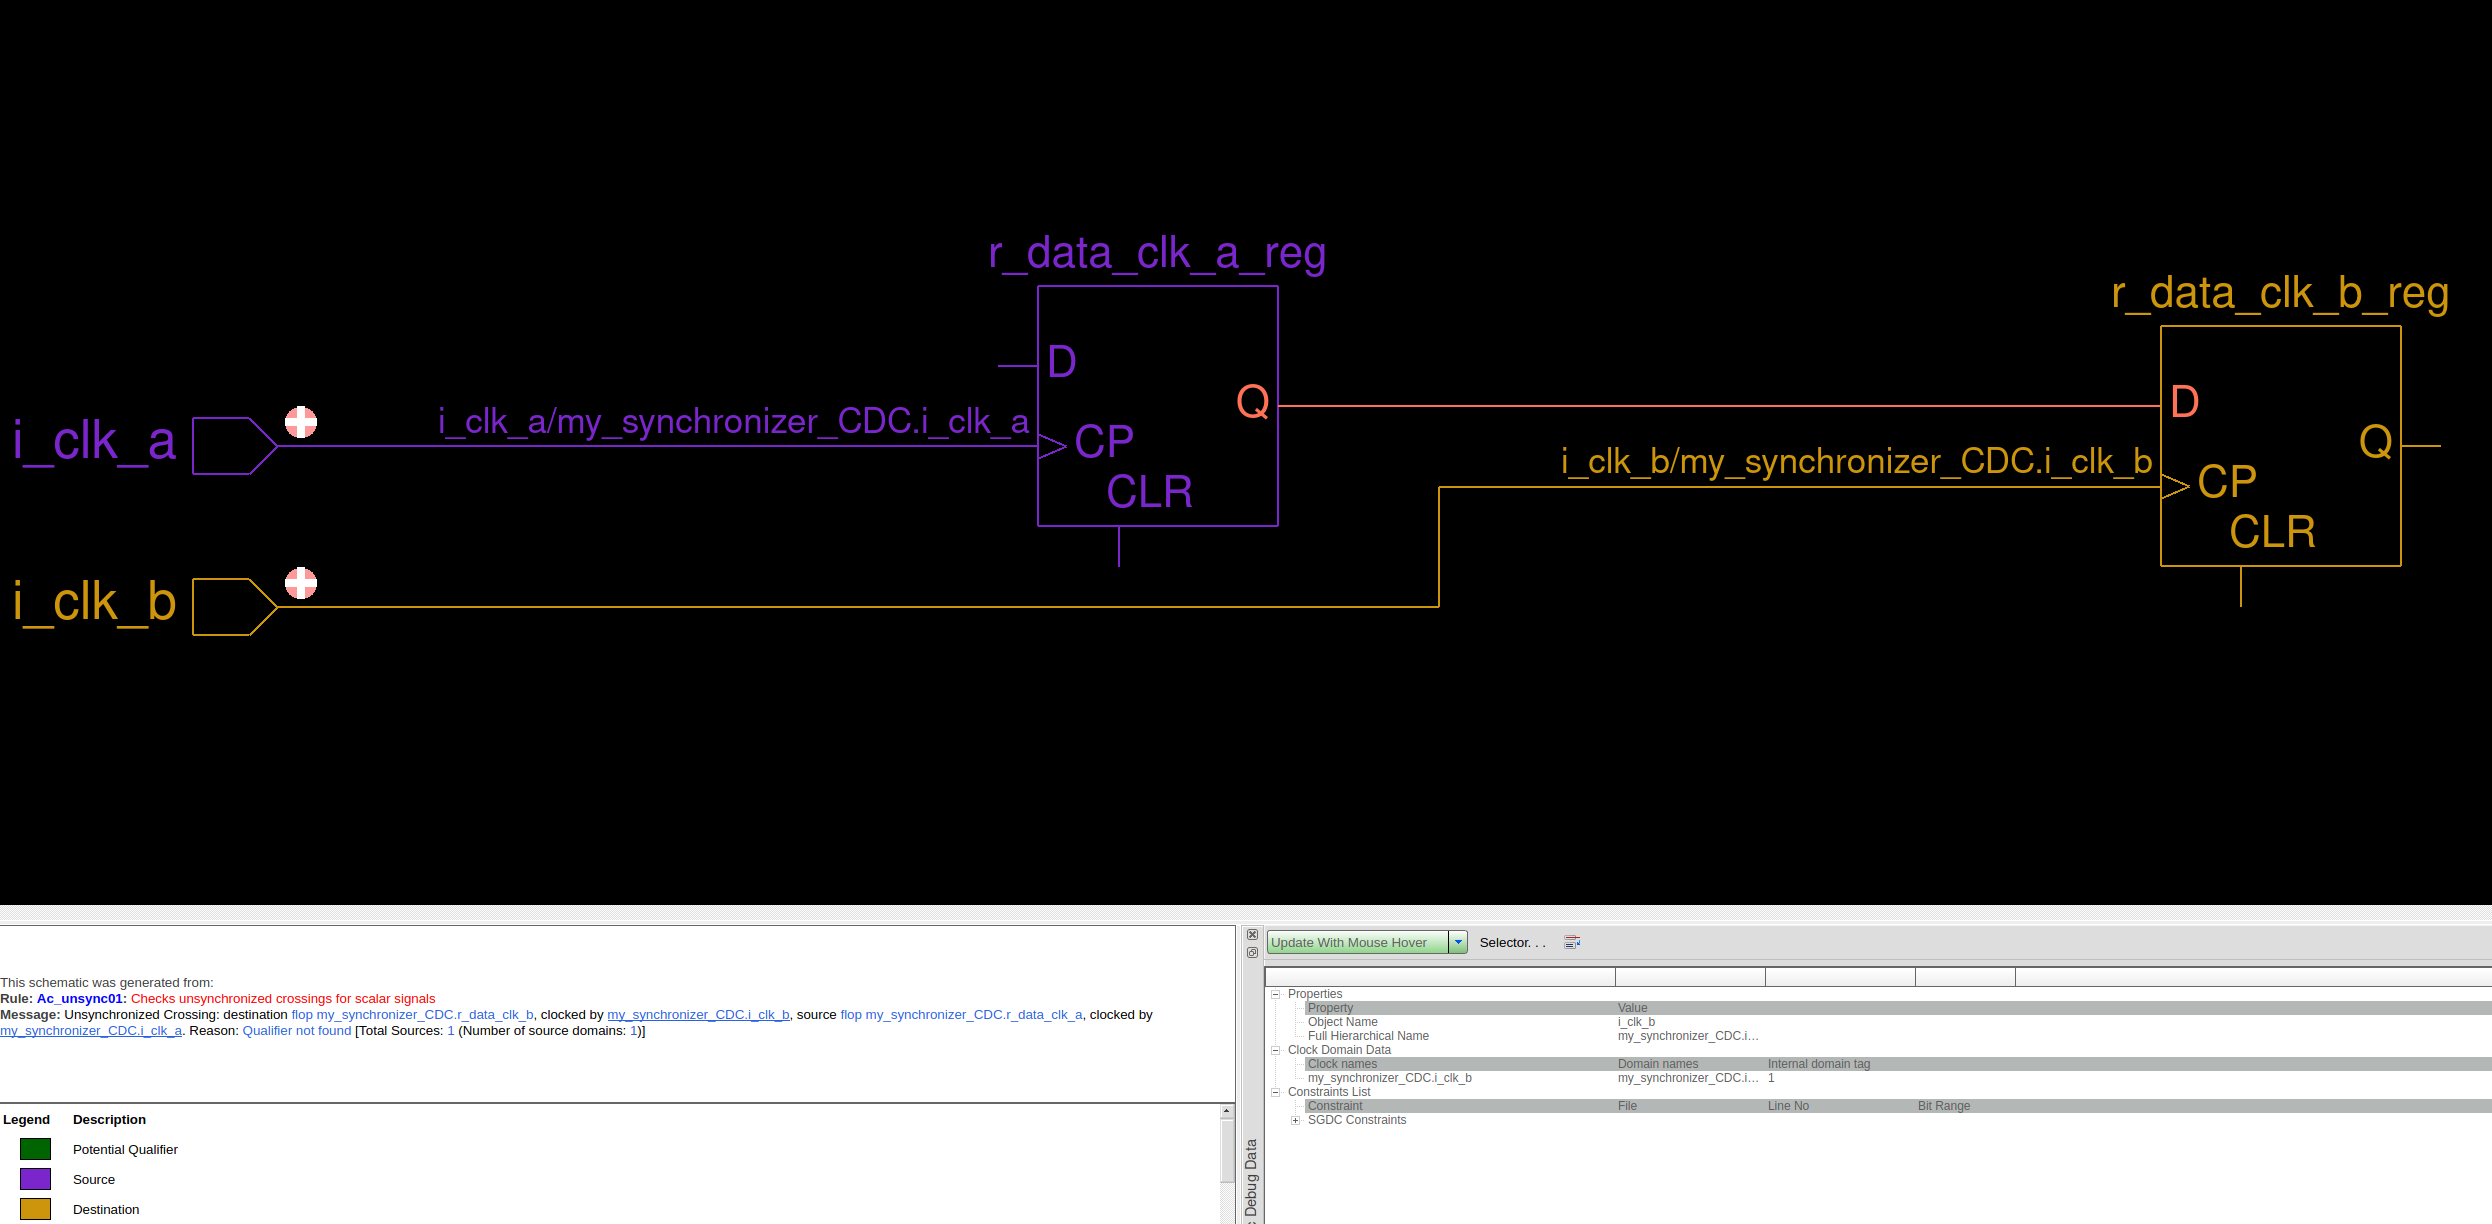 r_data_clk_a_reg
r_data_clk_b_reg
D
Q
D
i_clk_a
i_clk_a/my_synchronizer_CDC.i_clk_a
CP
Q
i_clk_b/my_synchronizer_CDC.i_clk_b
CP
CLR
CLR
i_clk_b
Update With Mouse Hover
Selector. . .
This schematic was generated from:
Rule: Ac_unsync01: Checks unsynchronized crossings for scalar signals
Message: Unsynchronized Crossing: destination flop my_synchronizer_CDC.r_data_clk_b, clocked by my_synchronizer_CDC.i_clk_b, source flop my_synchronizer_CDC.r_data_clk_a, clocked by
my_synchronizer_CDC.i_clk_a. Reason: Qualifier not found [Total Sources: 1 (Number of source domains: 1)]
Legend Description
Potential Qualifier
Source
Destination
Debug Data
Properties
Property Value
Object Name i_clk_b
Full Hierarchical Name my_synchronizer_CDC.i...
Clock Domain Data
Clock names Domain names Internal domain tag
my_synchronizer_CDC.i_clk_b my_synchronizer_CDC.i... 1
Constraints List
Constraint File Line No Bit Range
SGDC Constraints